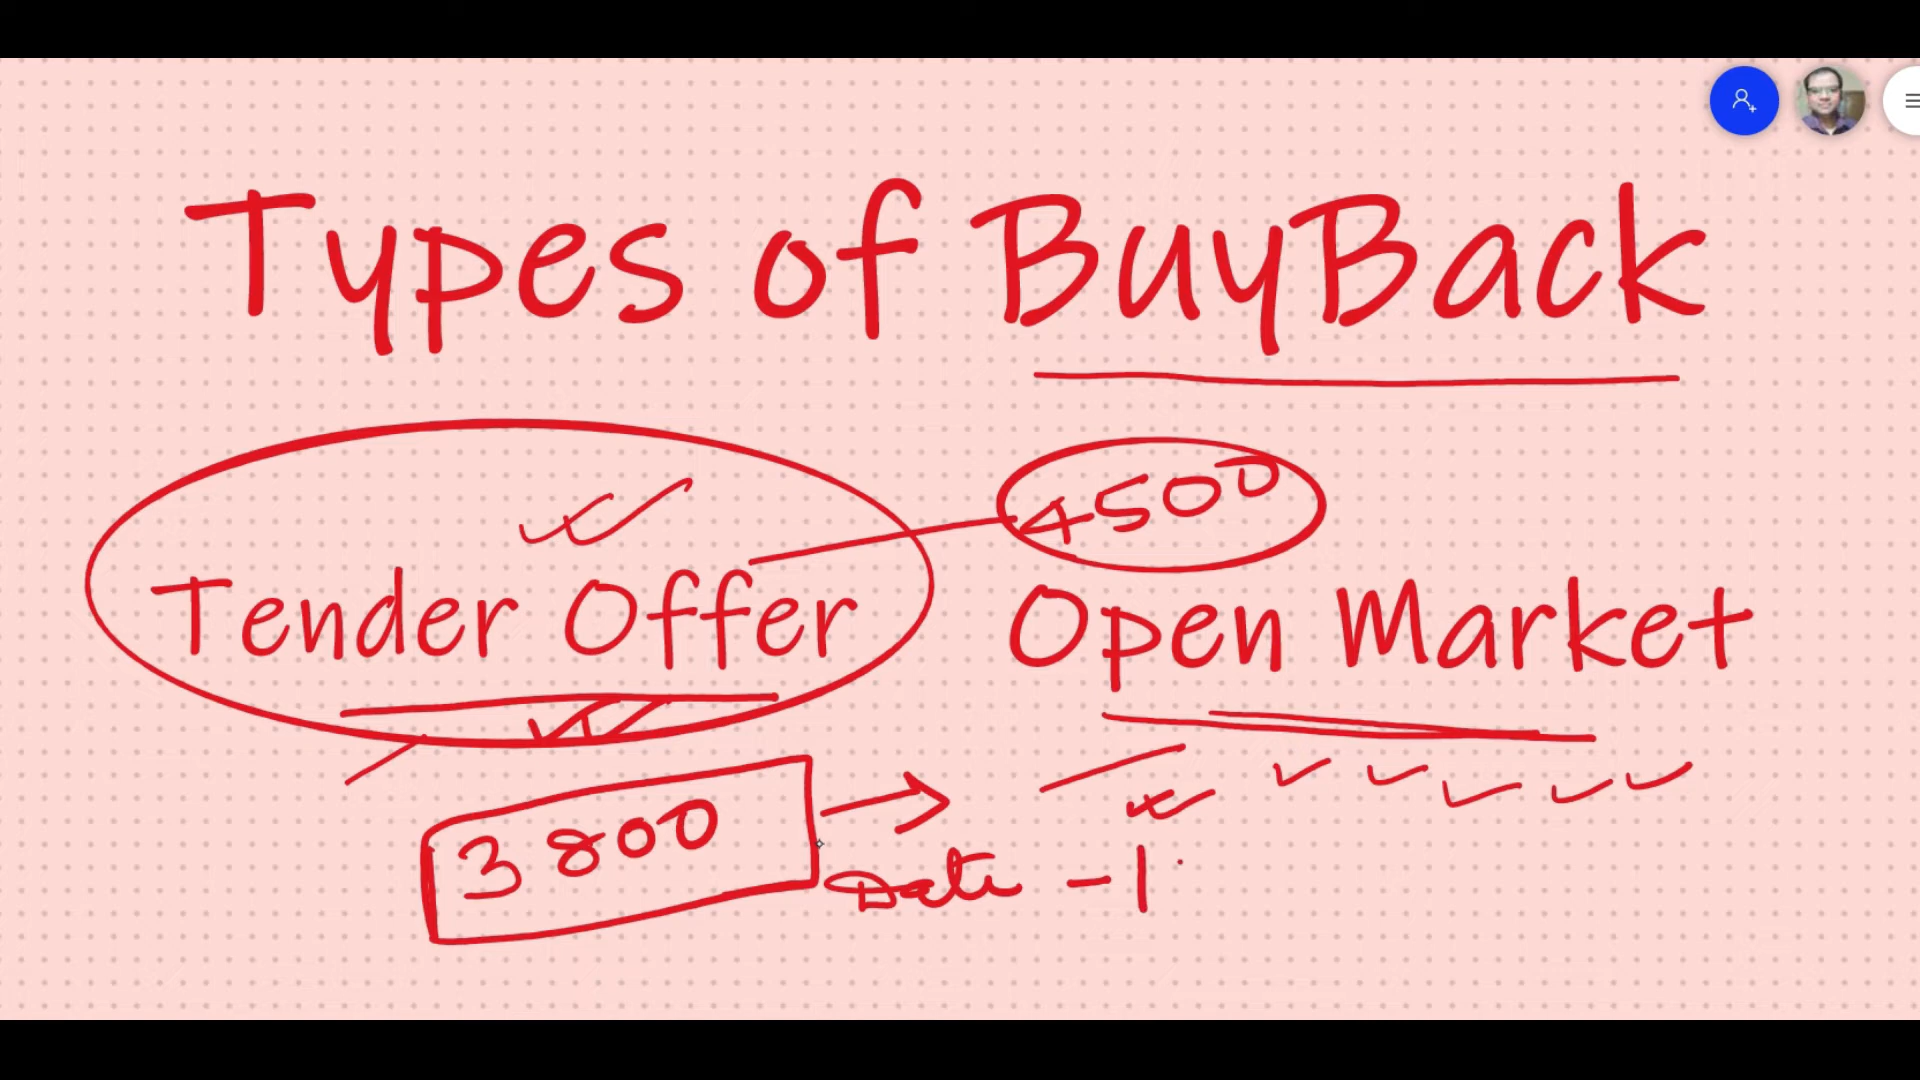 Types of BuyBack
4500
Tender Offer Open Market
3800
Date - 1